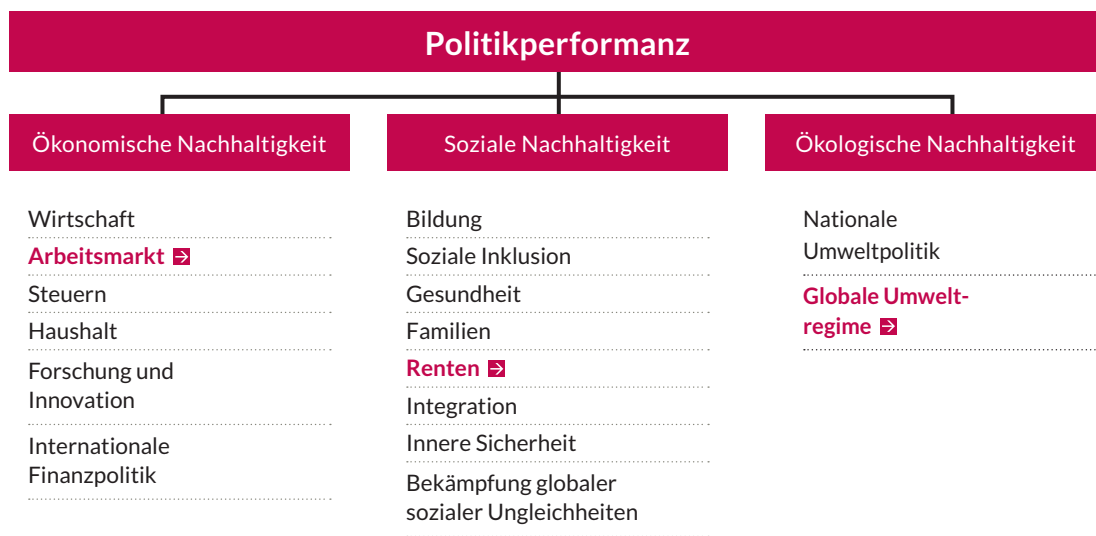 Politikperformanz
Ökonomische Nachhaltigkeit
Wirtschaft
Arbeitsmarkt
Steuern
Haushalt
Forschung und
Innovation
Internationale
Finanzpolitik
Soziale Nachhaltigkeit
Bildung
Soziale Inklusion
Gesundheit
Familien
Renten
Integration
Innere Sicherheit
Bekämpfung globaler
sozialer Ungleichheiten
Ökologische Nachhaltigkeit
Nationale
Umweltpolitik
Globale Umwelt-
regime